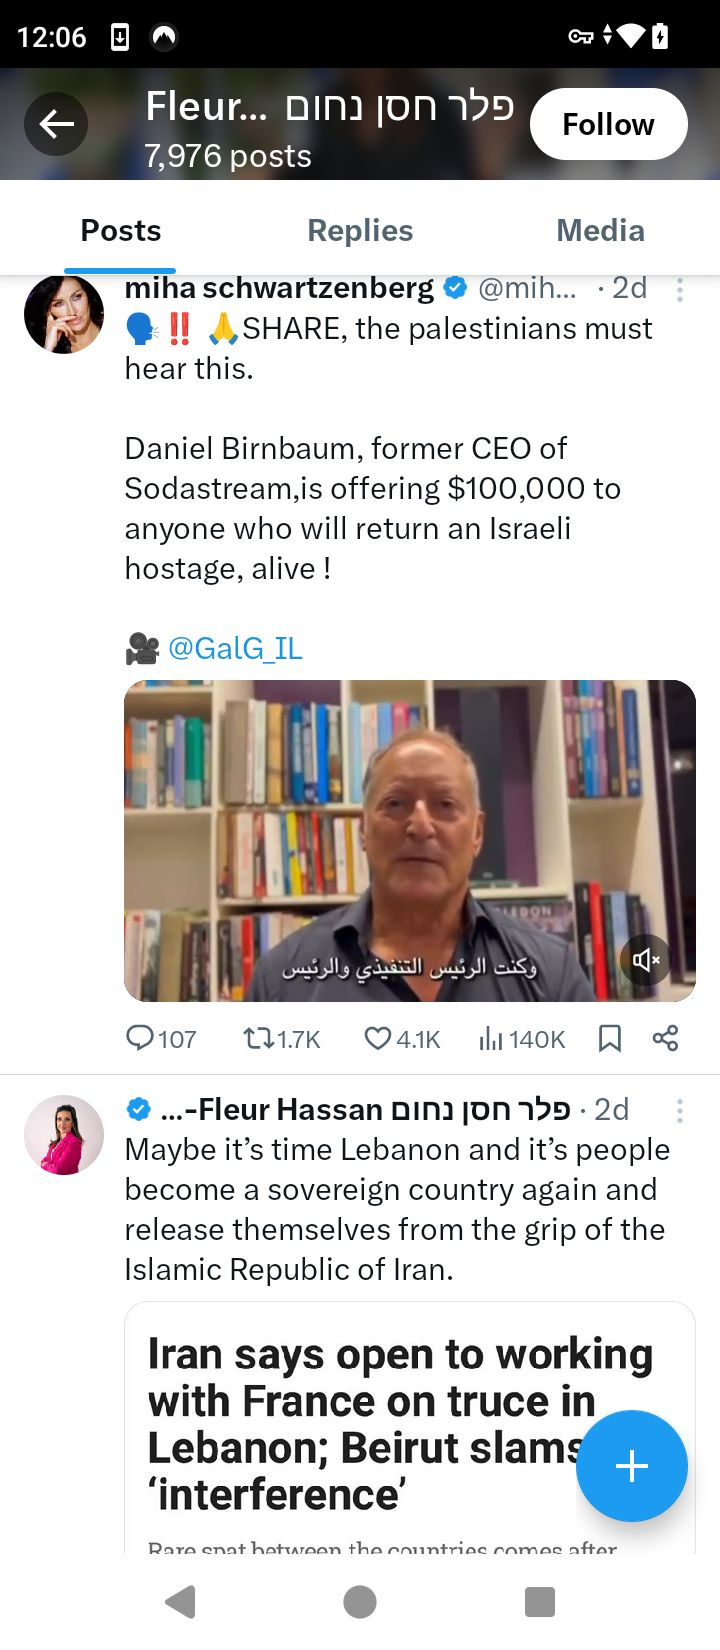 12:06
Fleur... פלר חסן נחום
7,976 posts
Follow
Posts Replies Media
miha schwartzenberg @mih... · 2d
🗣️‼️ 🙏SHARE, the palestinians must
hear this.
Daniel Birnbaum, former CEO of
Sodastream,is offering $100,000 to
anyone who will return an Israeli
hostage, alive !
🎥 @GalG_IL
وكنت الرئيس التنفيذي والرئيس
107 1.7K 4.1K 140K
...-Fleur Hassan פלר חסן נחום · 2d
Maybe it’s time Lebanon and it’s people
become a sovereign country again and
release themselves from the grip of the
Islamic Republic of Iran.
Iran says open to working
with France on truce in
Lebanon; Beirut slams
‘interference’
Rare spat between the countries comes after